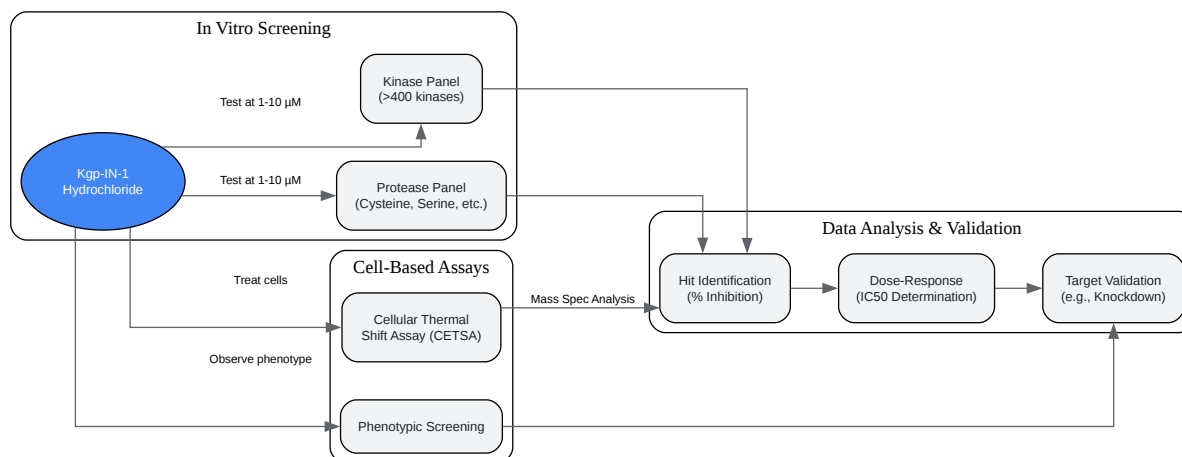 In Vitro Screening
Kinase Panel
(>400 kinases)
Test at 1-10 µM
Kgp-IN-1
Hydrochloride
Test at 1-10 µM
Protease Panel
(Cysteine, Serine, etc.)
Data Analysis & Validation
Cell-Based Assays
Treat cells
Hit Identification
(% Inhibition)
Dose-Response
(IC50 Determination)
Target Validation
(e.g., Knockdown)
Mass Spec Analysis
Cellular Thermal
Shift Assay (CETSA)
Observe phenotype
Phenotypic Screening